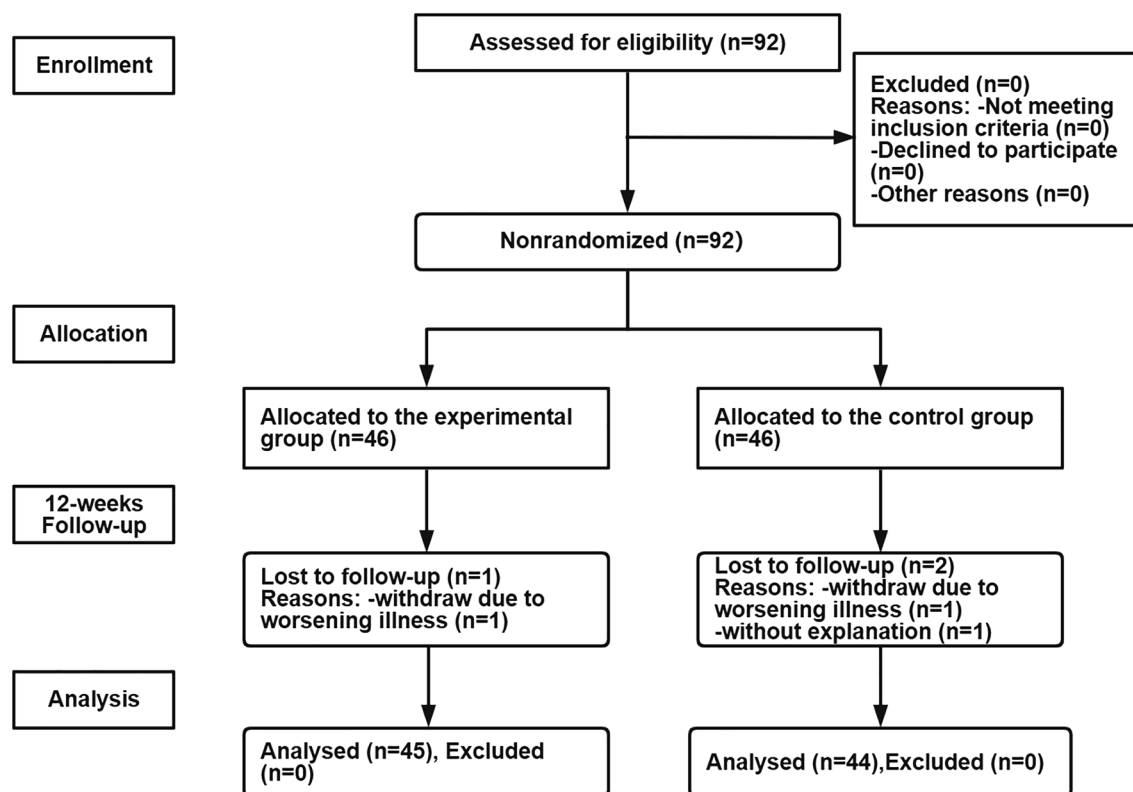 Enrollment
Assessed for eligibility (n=92)
Excluded (n=0)
Reasons: -Not meeting
inclusion criteria (n=0)
-Declined to participate
(n=0)
-Other reasons (n=0)
Nonrandomized (n=92)
Allocation
Allocated to the experimental
group (n=46)
Allocated to the control group
(n=46)
12-weeks
Follow-up
Lost to follow-up (n=1)
Reasons: -withdraw due to
worsening illness (n=1)
Lost to follow-up (n=2)
Reasons: -withdraw due to
worsening illness (n=1)
-without explanation (n=1)
Analysis
Analysed (n=45), Excluded
(n=0)
Analysed (n=44),Excluded (n=0)